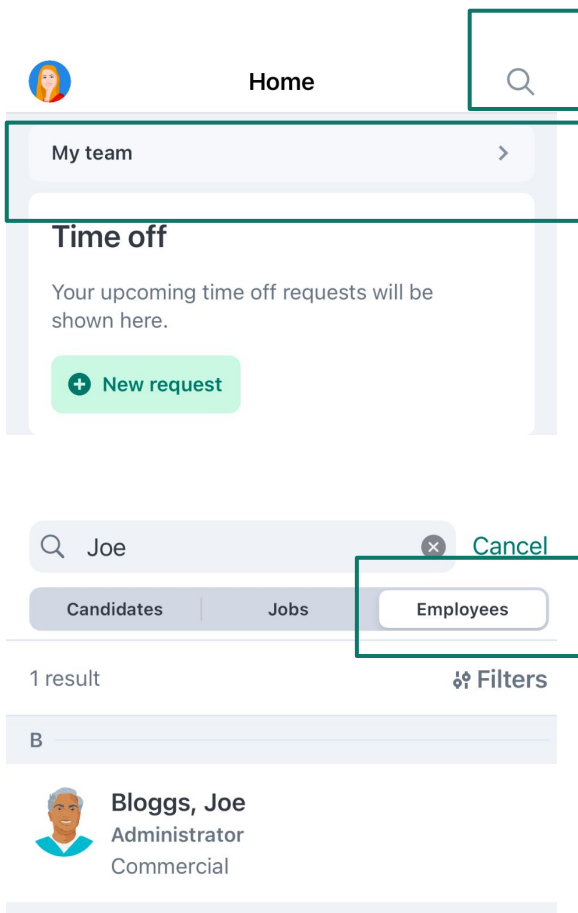 Home
My team
Time off
Your upcoming time off requests will be
shown here.
New request
Joe Cancel
Candidates Jobs Employees
1 result Filters
B
Bloggs, Joe
Administrator
Commercial